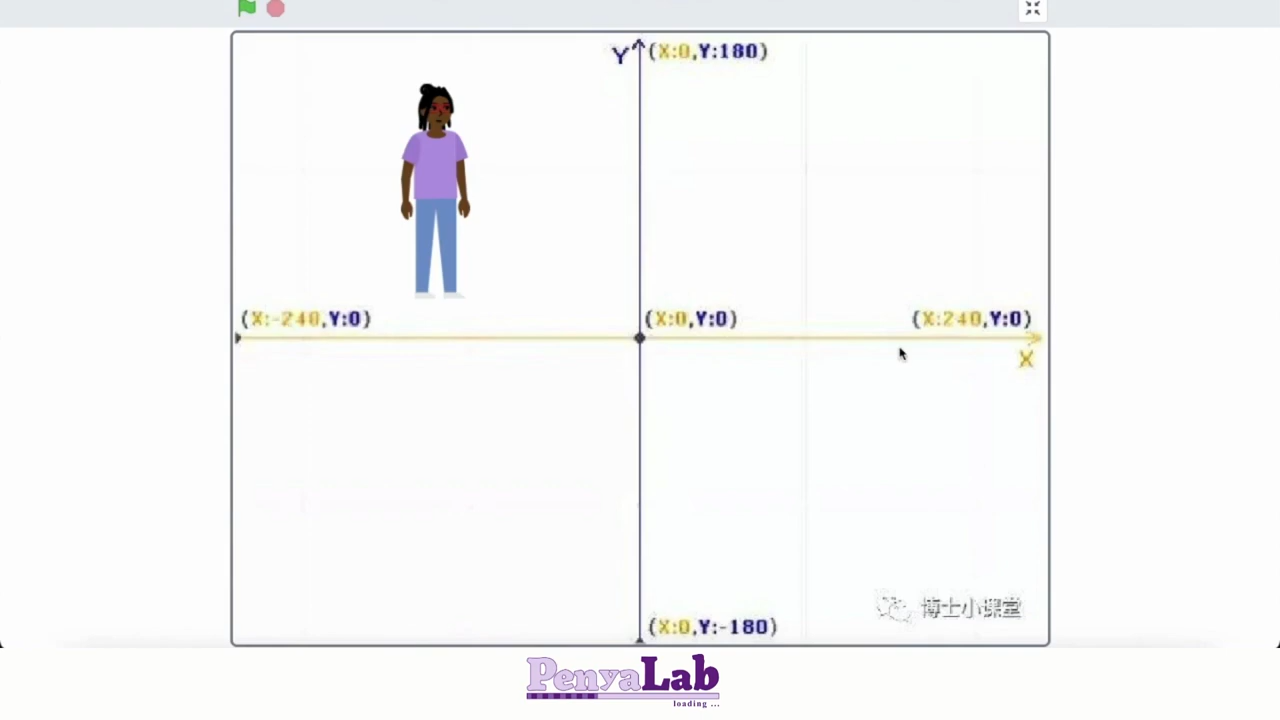 Y
(X:0,Y:180)
(X:-240,Y:0)
(X:0,Y:0)
(X:240,Y:0)
X
博士小课堂
(X:0,Y:-180)
PenyaLab
loading ...